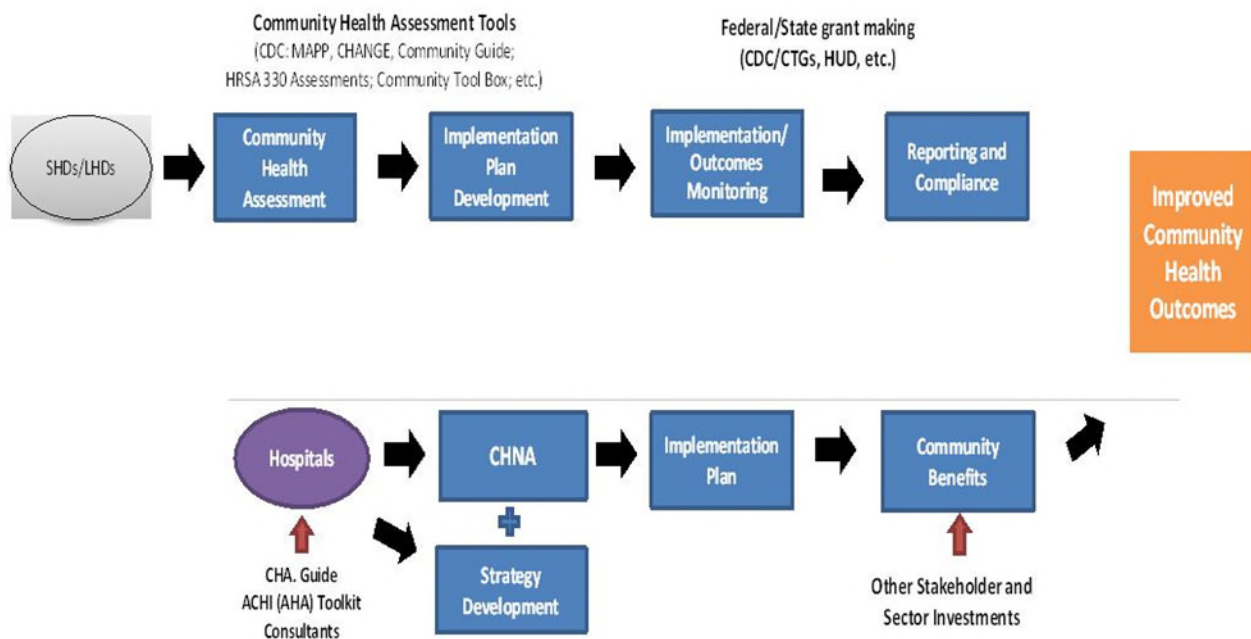 Community Health Assessment Tools
(CDC: MAPP, CHANGE, Community Guide;
HRSA 330 Assessments; Community Tool Box; etc.)
Federal/State grant making
(CDC/CTGs, HUD, etc.)
SHDs/LHDs
Community
Health
Assessment
Implementation
Plan
Development
Implementation/
Outcomes
Monitoring
Reporting and
Compliance
Improved
Community
Health
Outcomes
Hospitals
CHNA
Implementation
Plan
Community
Benefits
CHA. Guide
ACHI (AHA) Toolkit
Consultants
Strategy
Development
Other Stakeholder and
Sector Investments